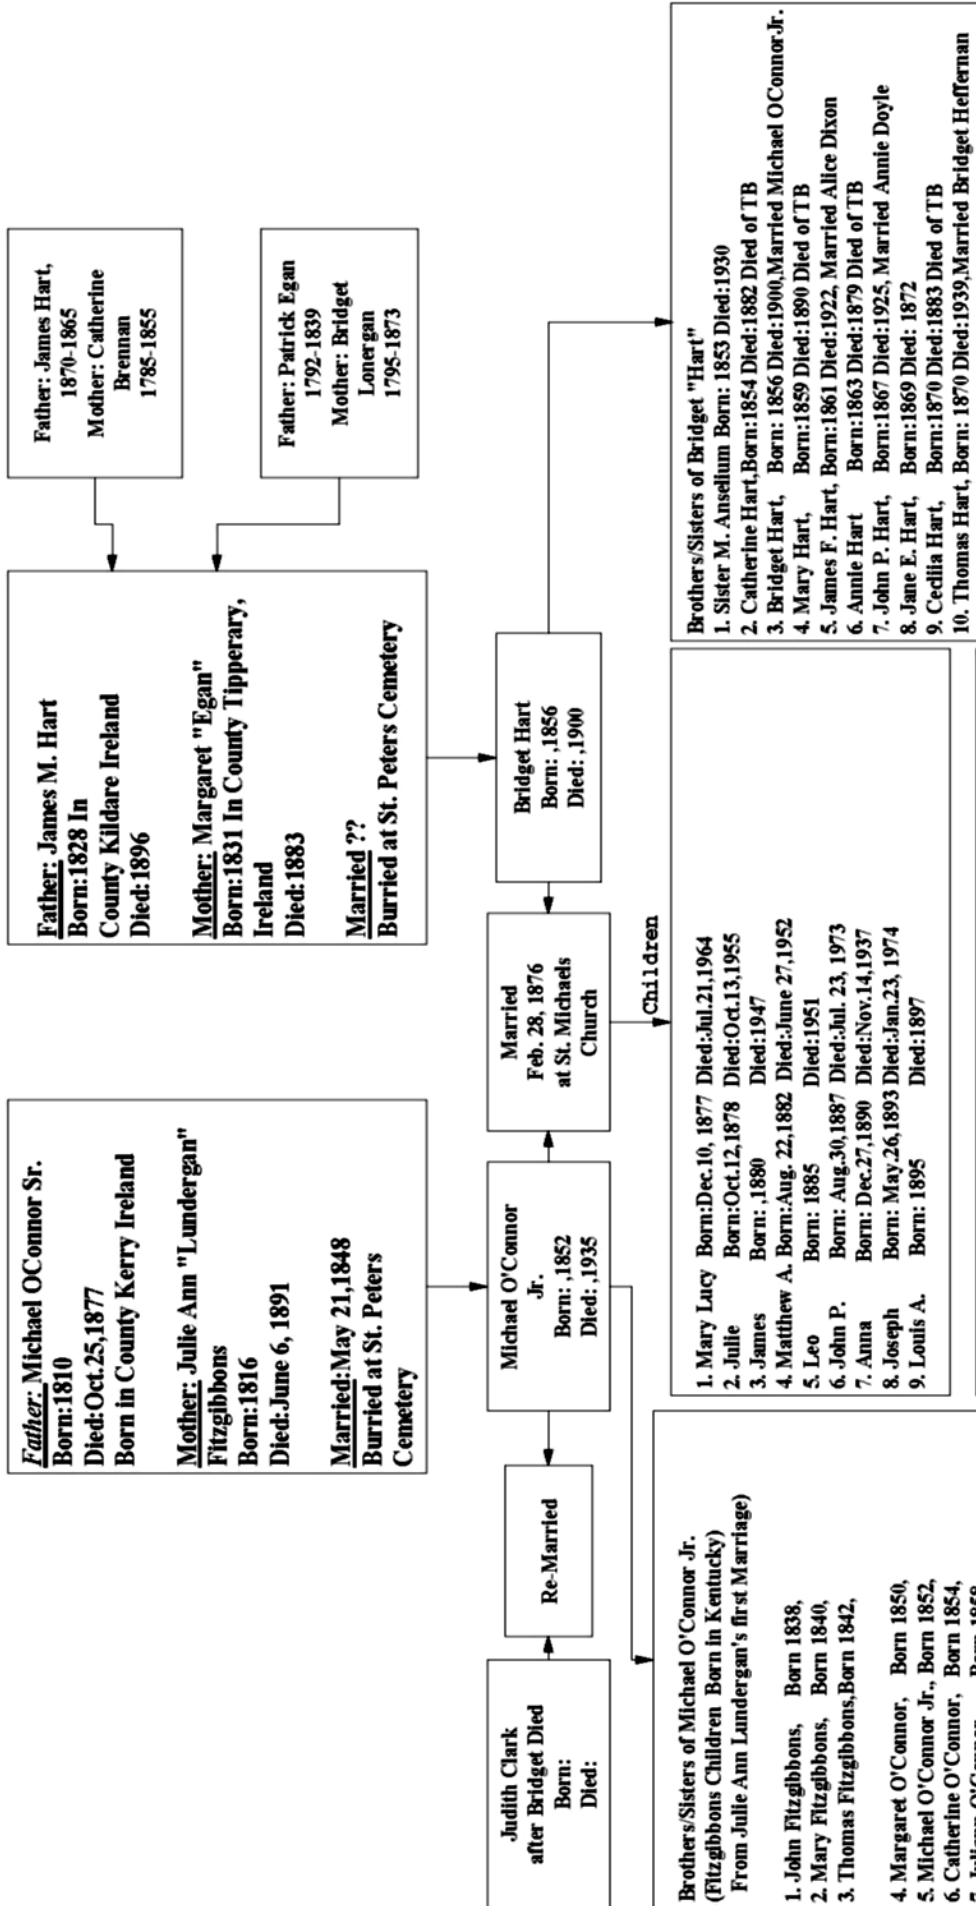 Father: Michael OConnor Sr.
Born:1810
Died:Oct.25,1877
Born in County Kerry Ireland
Mother: Julie Ann "Lundergan"
Fitzgibbons
Born:1816
Died:June 6, 1891
Married:May 21,1848
Burried at St. Peters
Cemetery
Father: James M. Hart
Born:1828 In
County Kildare Ireland
Died:1896
Mother: Margaret "Egan"
Born:1831 In County Tipperary,
Ireland
Died:1883
Married ??
Burried at St. Peters Cemetery
Father: James Hart,
1870-1865
Mother: Catherine
Brennan
1785-1855
Father: Patrick Egan
1792-1839
Mother: Bridget
Lonergan
1795-1873
Judith Clark
after Bridget Died
Born:
Died:
Re-Married
Michael O'Connor
Jr.
Born: ,1852
Died: ,1935
Married
Feb. 28, 1876
at St. Michaels
Church
Bridget Hart
Born: ,1856
Died: ,1900
Children
Brothers/Sisters of Michael O'Connor Jr.
(Fitzgibbons Children Born in Kentucky)
From Julie Ann Lundergan's first Marriage)
1. John Fitzgibbons, Born 1838,
2. Mary Fitzgibbons, Born 1840,
3. Thomas Fitzgibbons,Born 1842,
4. Margaret O'Connor, Born 1850,
5. Michael O'Connor Jr., Born 1852,
6. Catherine O'Connor, Born 1854,
1. Mary Lucy Born:Dec.10, 1877 Died:Jul.21,1964
2. Julie Born:Oct.12,1878 Died:Oct.13,1955
3. James Born: ,1880 Died:1947
4. Matthew A. Born:Aug. 22,1882 Died:June 27,1952
5. Leo Born: 1885 Died:1951
6. John P. Born: Aug.30,1887 Died:Jul. 23, 1973
7. Anna Born: Dec.27,1890 Died:Nov.14,1937
8. Joseph Born: May.26,1893 Died:Jan.23, 1974
9. Louis A. Born: 1895 Died:1897
Brothers/Sisters of Bridget "Hart"
1. Sister M. Anselium Born: 1853 Died:1930
2. Catherine Hart,Born:1854 Died:1882 Died of TB
3. Bridget Hart, Born: 1856 Died:1900,Married Michael OConnorJr.
4. Mary Hart, Born:1859 Died:1890 Died of TB
5. James F. Hart, Born:1861 Died:1922, Married Alice Dixon
6. Annie Hart Born:1863 Died:1879 Died of TB
7. John P. Hart, Born:1867 Died:1925, Married Annie Doyle
8. Jane E. Hart, Born:1869 Died: 1872
9. Cedlia Hart, Born:1870 Died:1883 Died of TB
10. Thomas Hart, Born: 1870 Died:1939,Married Bridget Heffernan